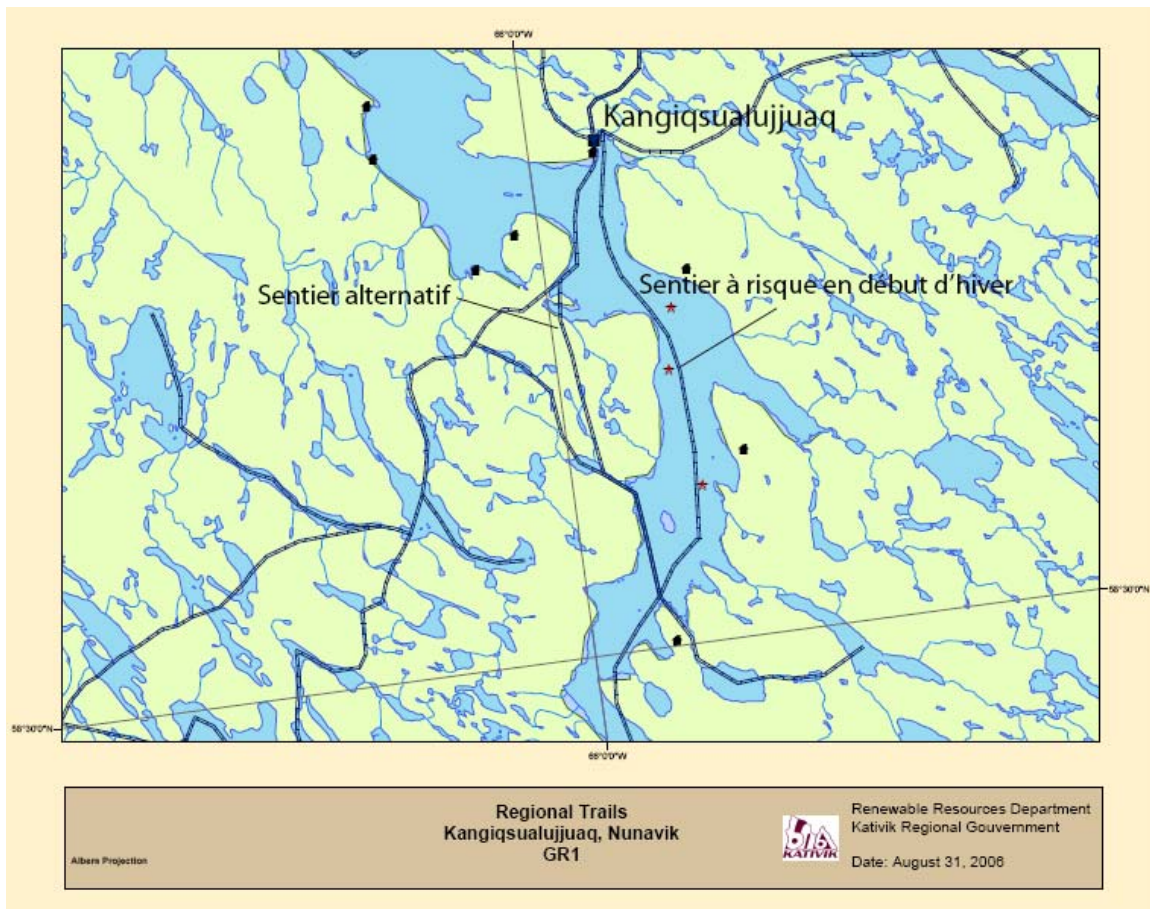 66°0'0"W
Kangiqsualujjuaq
Sentier à risque en début d'hiver
Sentier alternatif
58°30'0"N
58°30'0"N
66°0'0"W
Regional Trails
Kangiqsualujjuaq, Nunavik
GR1
Albers Projection
KATIVIK
Renewable Resources Department
Kativik Regional Gouvernment
Date: August 31, 2006